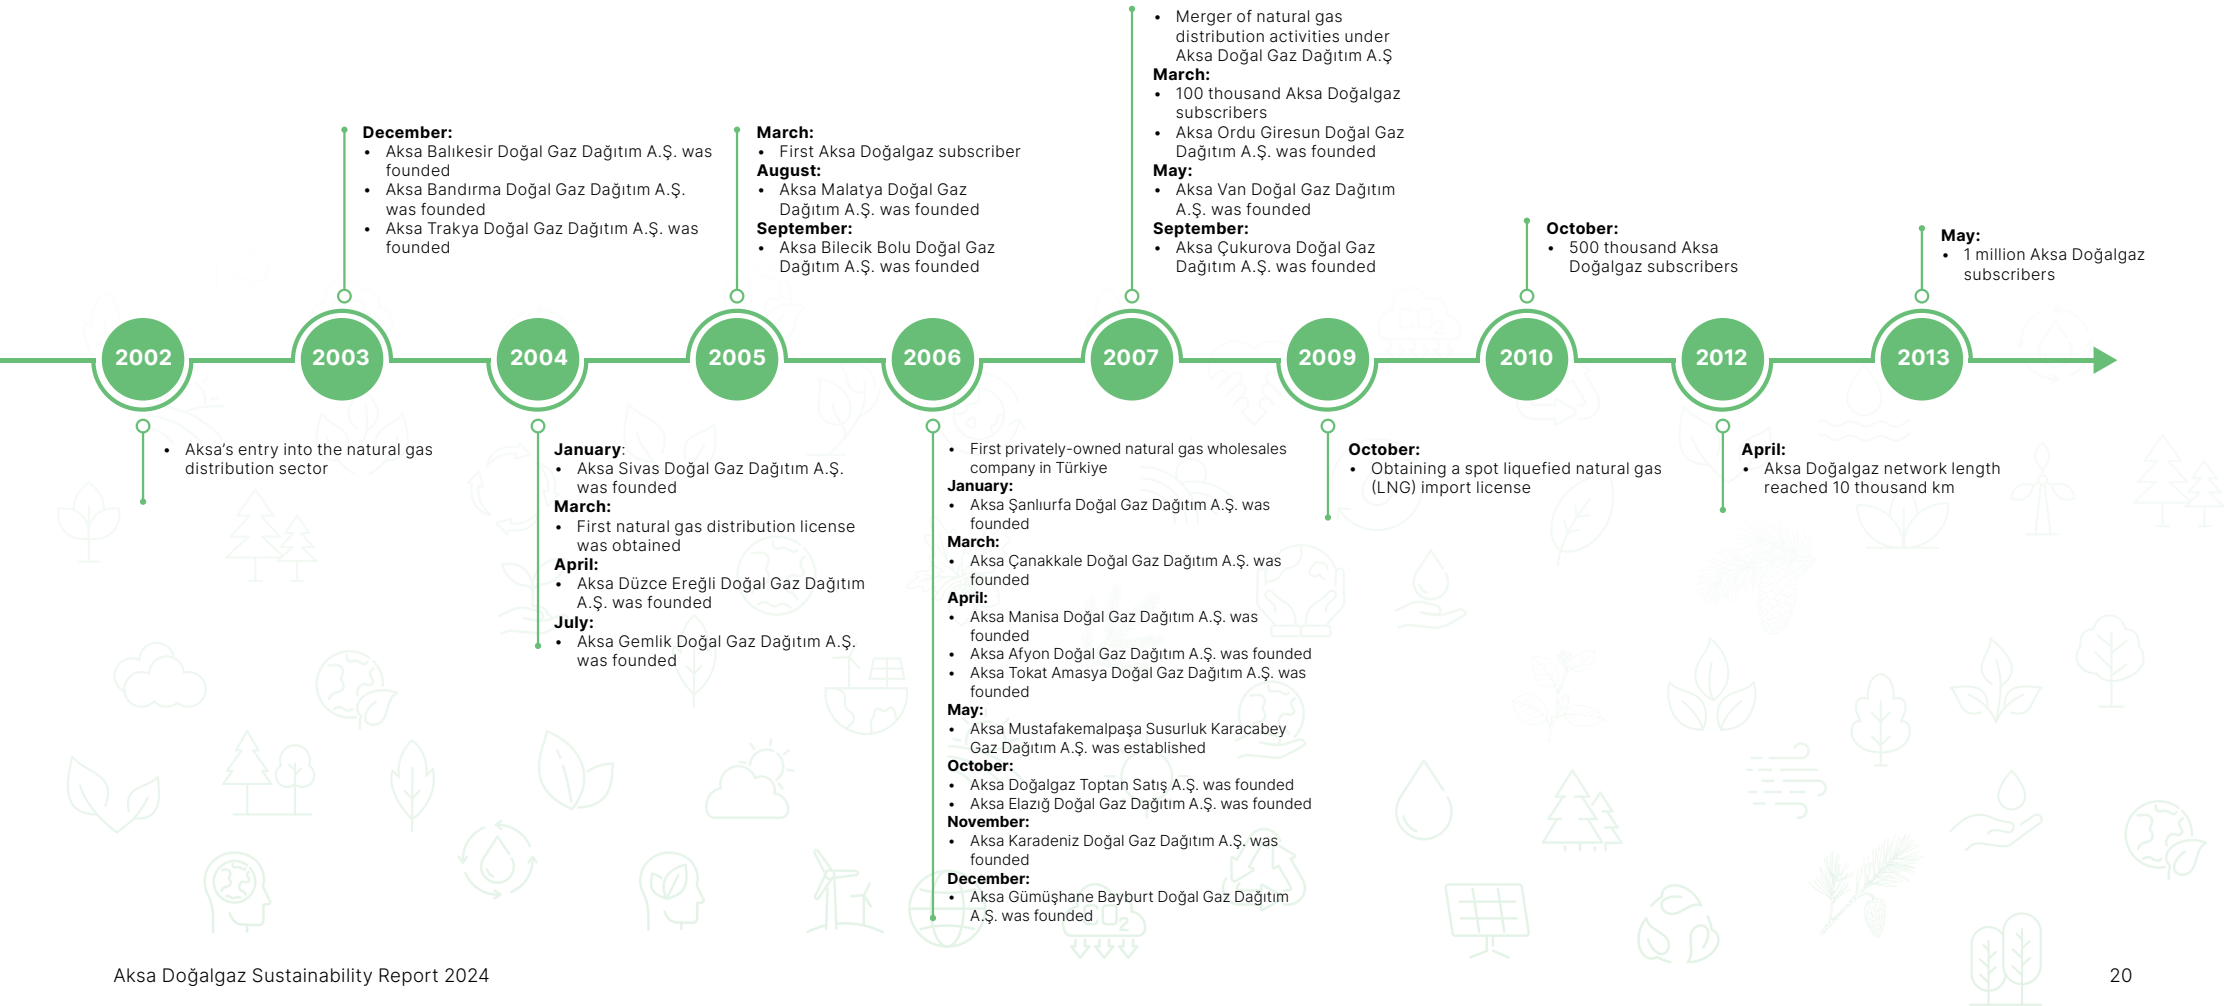 2002
• Aksa’s entry into the natural gas
distribution sector
2003
December:
• Aksa Balıkesir Doğal Gaz Dağıtım A.Ş. was
founded
• Aksa Bandırma Doğal Gaz Dağıtım A.Ş.
was founded
• Aksa Trakya Doğal Gaz Dağıtım A.Ş. was
founded
2004
January:
• Aksa Sivas Doğal Gaz Dağıtım A.Ş.
was founded
March:
• First natural gas distribution license
was obtained
April:
• Aksa Düzce Ereğli Doğal Gaz Dağıtım
A.Ş. was founded
July:
• Aksa Gemlik Doğal Gaz Dağıtım A.Ş.
was founded
2005
March:
• First Aksa Doğalgaz subscriber
August:
• Aksa Malatya Doğal Gaz
Dağıtım A.Ş. was founded
September:
• Aksa Bilecik Bolu Doğal Gaz
Dağıtım A.Ş. was founded
2006
• First privately-owned natural gas wholesales
company in Türkiye
January:
• Aksa Şanlıurfa Doğal Gaz Dağıtım A.Ş. was
founded
March:
• Aksa Çanakkale Doğal Gaz Dağıtım A.Ş. was
founded
April:
• Aksa Manisa Doğal Gaz Dağıtım A.Ş. was
founded
• Aksa Afyon Doğal Gaz Dağıtım A.Ş. was founded
• Aksa Tokat Amasya Doğal Gaz Dağıtım A.Ş. was
founded
May:
• Aksa Mustafakemalpaşa Susurluk Karacabey
Gaz Dağıtım A.Ş. was established
October:
• Aksa Doğalgaz Toptan Satış A.Ş. was founded
• Aksa Elazığ Doğal Gaz Dağıtım A.Ş. was founded
November:
• Aksa Karadeniz Doğal Gaz Dağıtım A.Ş. was
founded
December:
• Aksa Gümüşhane Bayburt Doğal Gaz Dağıtım
A.Ş. was founded
CO2
2007
• Merger of natural gas
distribution activities under
Aksa Doğal Gaz Dağıtım A.Ş
March:
• 100 thousand Aksa Doğalgaz
subscribers
• Aksa Ordu Giresun Doğal Gaz
Dağıtım A.Ş. was founded
May:
• Aksa Van Doğal Gaz Dağıtım
A.Ş. was founded
September:
• Aksa Çukurova Doğal Gaz
Dağıtım A.Ş. was founded
2009
October:
• Obtaining a spot liquefied natural gas
(LNG) import license
CO2
2010
October:
• 500 thousand Aksa
Doğalgaz subscribers
2012
April:
• Aksa Doğalgaz network length
reached 10 thousand km
2013
May:
• 1 million Aksa Doğalgaz
subscribers
Aksa Doğalgaz Sustainability Report 2024
20